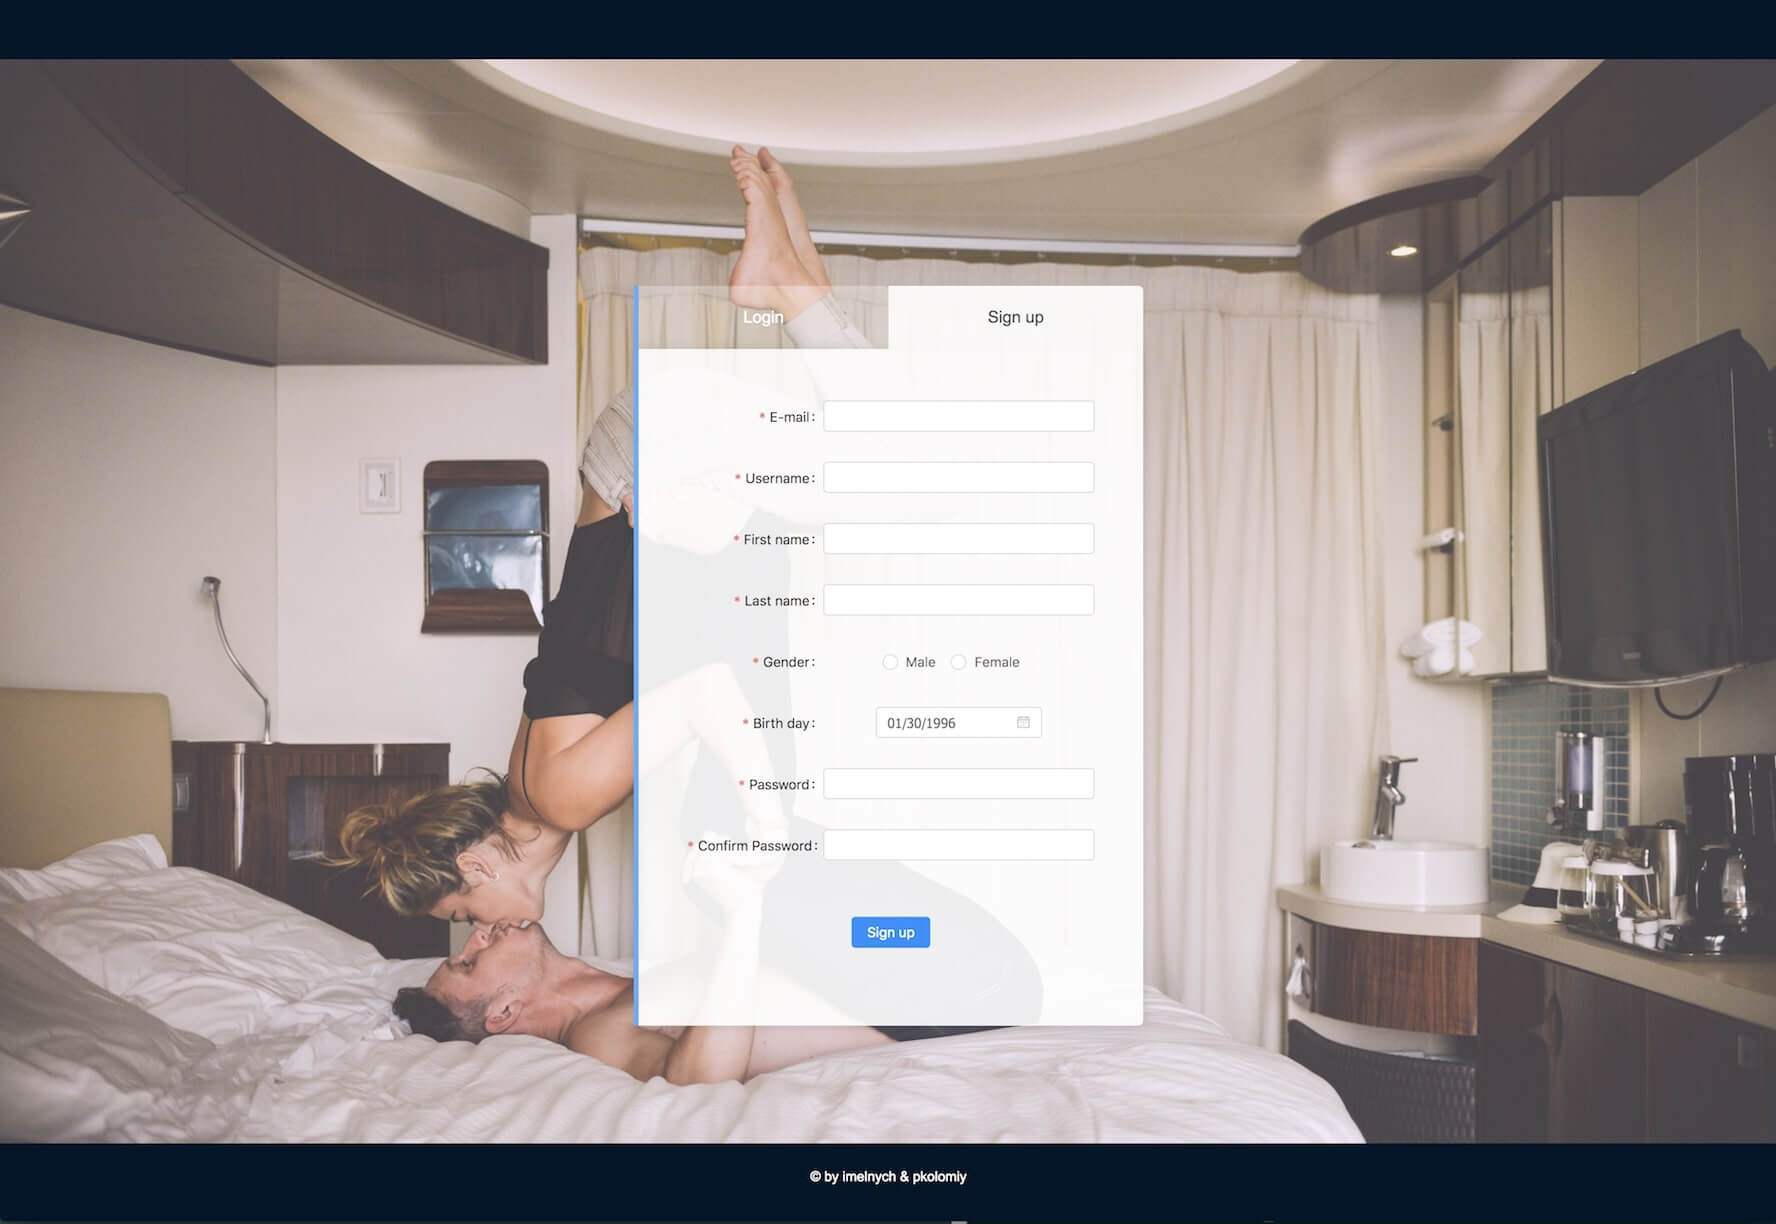 Login
Sign up
* E-mail:
* Username:
* First name:
* Last name:
* Gender: Male Female
* Birth day: 01/30/1996
* Password:
* Confirm Password:
Sign up
© by imelnych & pkolomiy